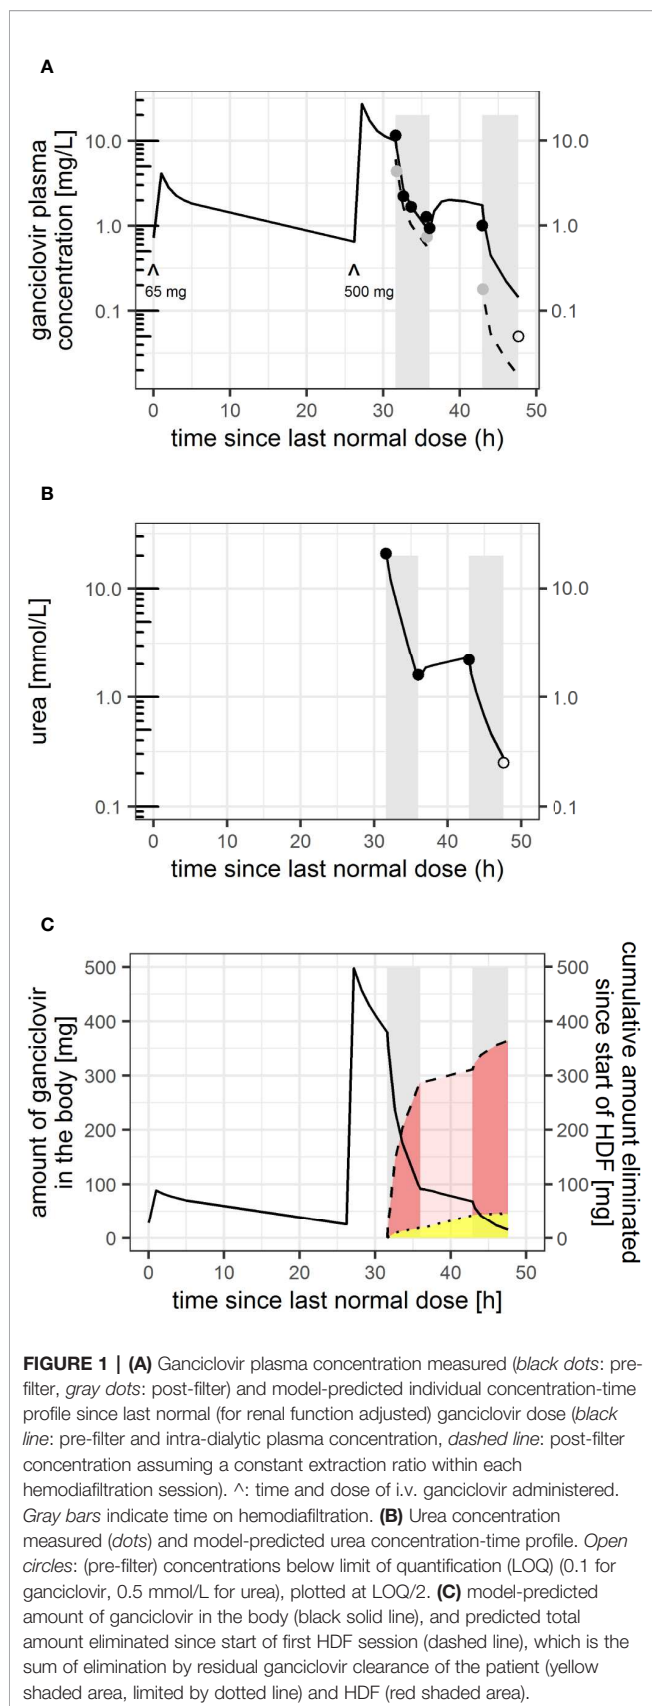 A
ganciclovir plasma
concentration [mg/L]
10.0
1.0
0.1
10.0
1.0
0.1
^
65 mg
^
500 mg
0 10 20 30 40 50
time since last normal dose (h)
B
urea [mmol/L]
10.0
1.0
0.1
10.0
1.0
0.1
0 10 20 30 40 50
time since last normal dose (h)
C
amount of ganciclovir
in the body [mg]
500
400
300
200
100
0
500
400
300
200
100
0
cumulative amount eliminated
since start of HDF
[mg]
0 10 20 30 40 50
time since last normal dose [h]
FIGURE 1 | (A) Ganciclovir plasma concentration measured (black dots: pre-
filter, gray dots: post-filter) and model-predicted individual concentration-time
profile since last normal (for renal function adjusted) ganciclovir dose (black
line: pre-filter and intra-dialytic plasma concentration, dashed line: post-filter
concentration assuming a constant extraction ratio within each
hemodiafiltration session). ^: time and dose of i.v. ganciclovir administered.
Gray bars indicate time on hemodiafiltration. (B) Urea concentration
measured (dots) and model-predicted urea concentration-time profile. Open
circles: (pre-filter) concentrations below limit of quantification (LOQ) (0.1 for
ganciclovir, 0.5 mmol/L for urea), plotted at LOQ/2. (C) model-predicted
amount of ganciclovir in the body (black solid line), and predicted total
amount eliminated since start of first HDF session (dashed line), which is the
sum of elimination by residual ganciclovir clearance of the patient (yellow
shaded area, limited by dotted line) and HDF (red shaded area).